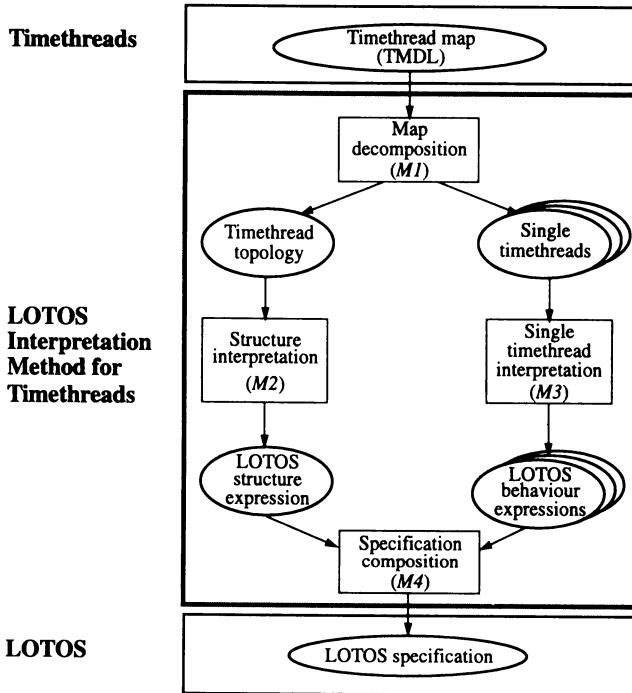 Timethreads
Timethread map
(TMDL)
Map
decomposition
(M1)
Timethread
topology
Single
timethreads
LOTOS
Interpretation
Method for
Timethreads
Structure
interpretation
(M2)
Single
timethread
interpretation
(M3)
LOTOS
structure
expression
LOTOS
behaviour
expressions
Specification
composition
(M4)
LOTOS
LOTOS specification